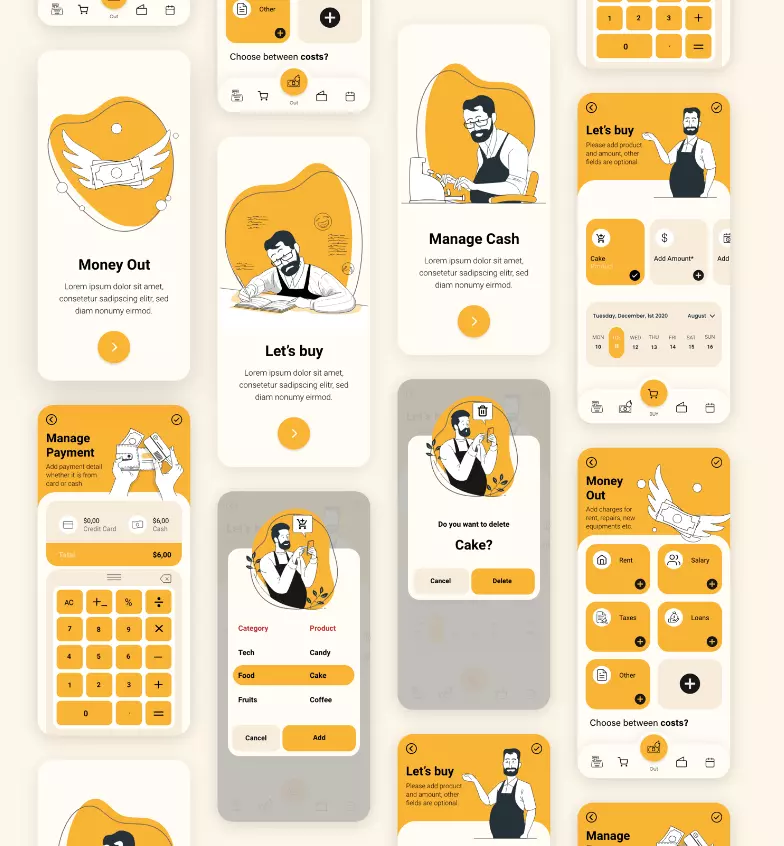 Out
Money Out
Lorem ipsum dolor sit amet,
consetetur sadipscing elitr, sed
diam nonumy eirmod.
Manage
Payment
Add payment detail
whether it is from
card or cash.
$0,00
Credit Card
$6,00
Cash
Total
$6,00
AC
+_
%
÷
7
8
9
×
4
5
6
−
1
2
3
+
0
.
=
Other
Choose between costs?
Out
Let's buy
Lorem ipsum dolor sit amet,
consetetur sadipscing elitr, sed
diam nonumy eirmod.
Category
Product
Tech
Candy
Food
Cake
Fruits
Coffee
Cancel
Add
Manage Cash
Lorem ipsum dolor sit amet,
consetetur sadipscing elitr, sed
diam nonumy eirmod.
Do you want to delete
Cake?
Cancel
Delete
Let's buy
Please add product
and amount, other
fields are optional.
1
2
3
+
0
.
=
Let's buy
Please add product
and amount, other
fields are optional.
Cake
Product
$
Add Amount*
Add
Tuesday, December, 1st 2020
August
MON
TUE
WED
THU
FRI
SAT
SUN
10
11
12
13
14
15
16
BUY
Money
Out
Add charges for
rent, repairs, new
equipments etc.
Rent
Salary
Taxes
Loans
Other
Choose between costs?
Out
Manage